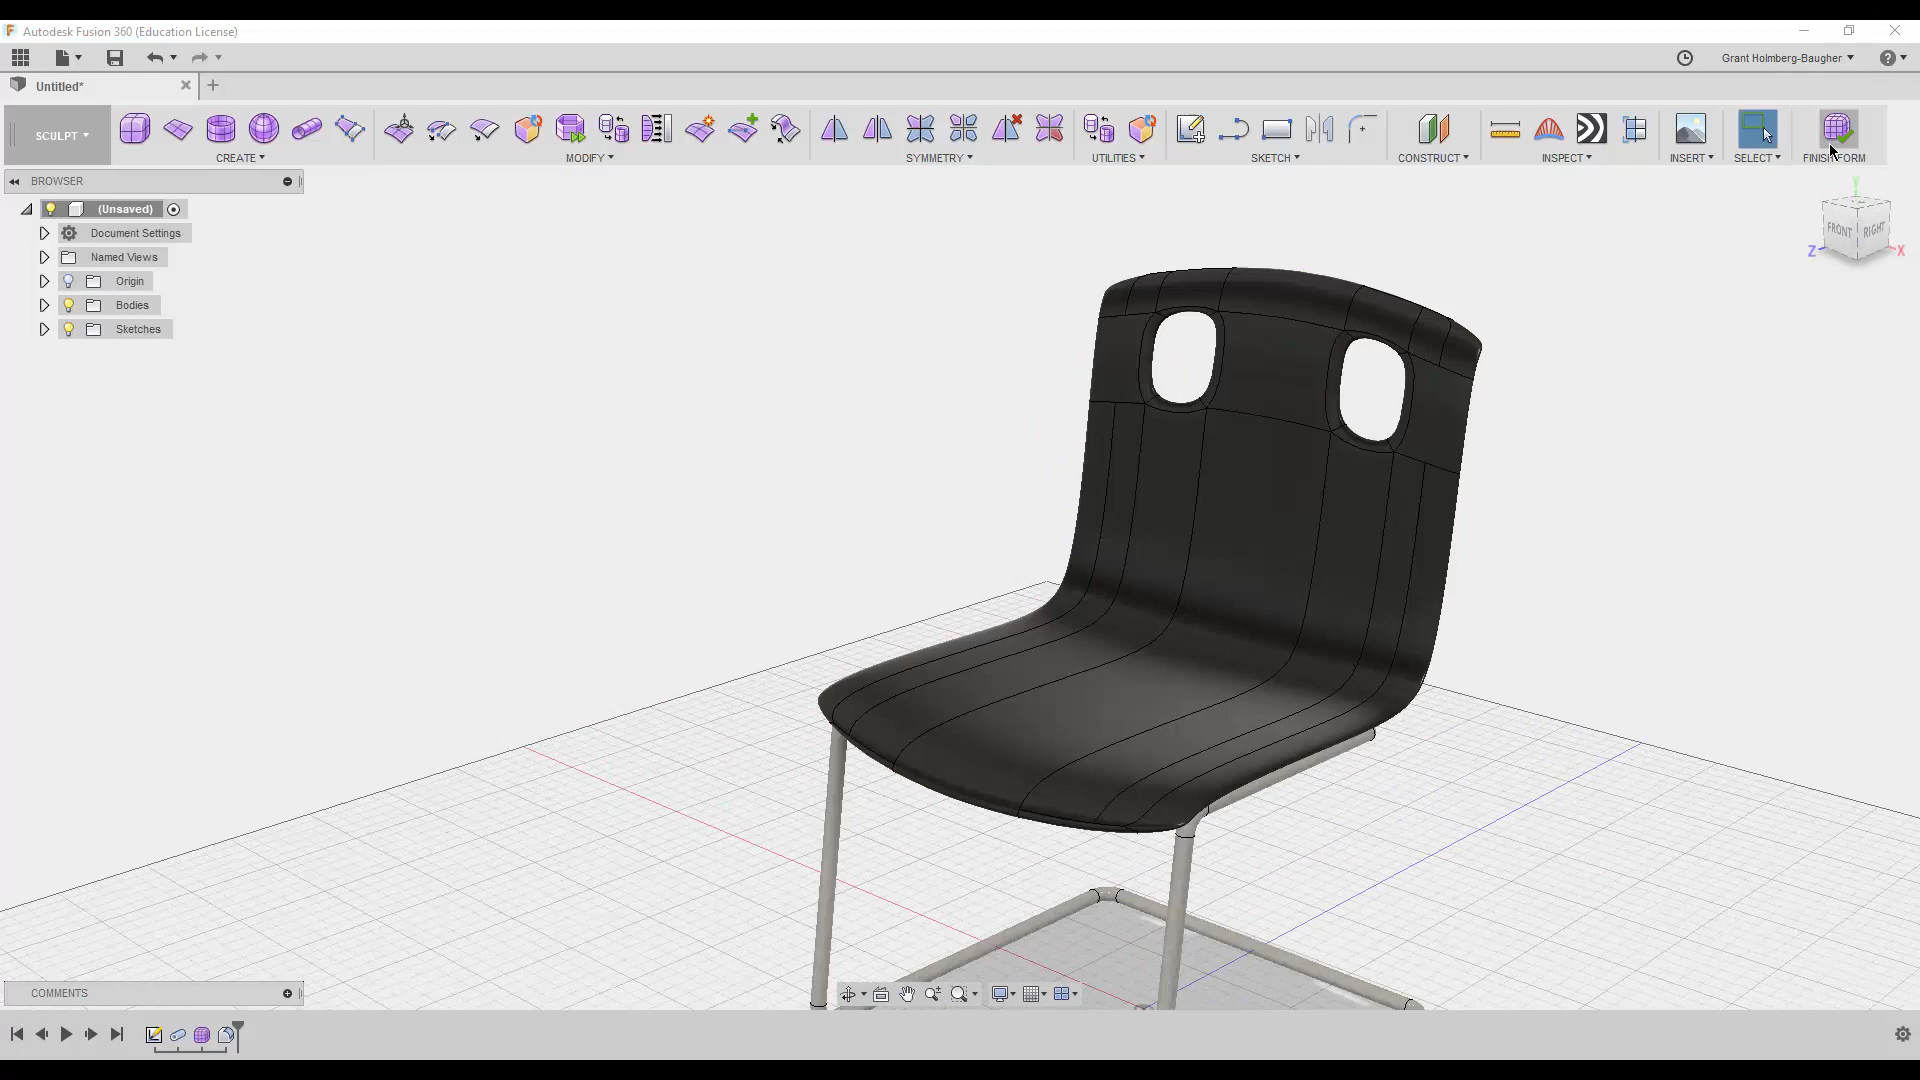 Autodesk Fusion 360 (Education License)
Grant Holmberg-Baugher
Untitled*
SCULPT
CREATE
MODIFY
SYMMETRY
UTILITIES
SKETCH
CONSTRUCT
INSPECT
INSERT
SELECT
FINISH FORM
BROWSER
(Unsaved)
Document Settings
Named Views
Origin
Bodies
Sketches
Y
FRONT
RIGHT
Z
X
COMMENTS